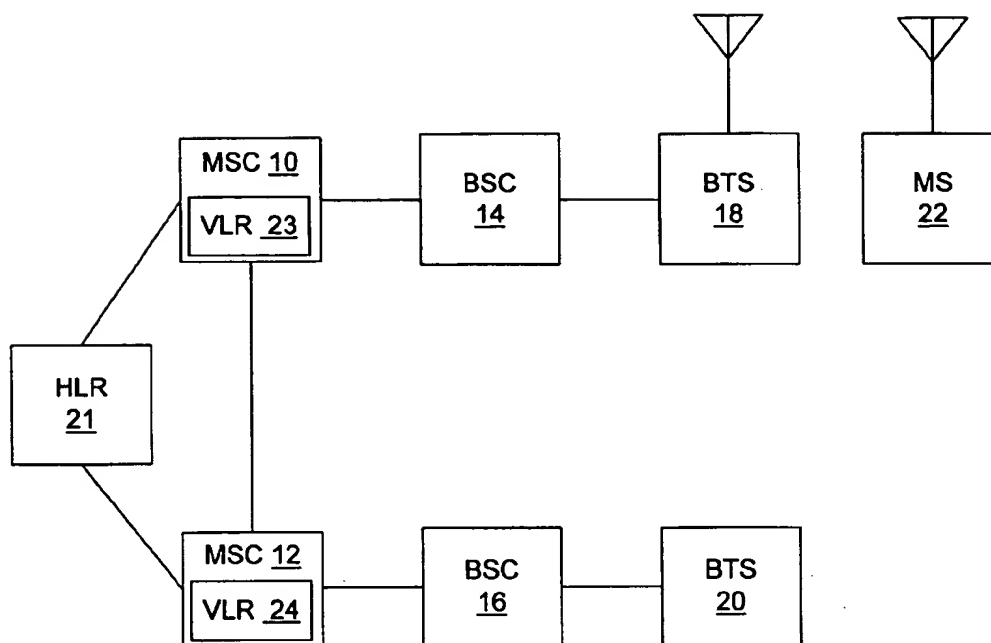 MSC 10
VLR 23
BSC
14
BTS
18
MS
22
HLR
21
MSC 12
VLR 24
BSC
16
BTS
20